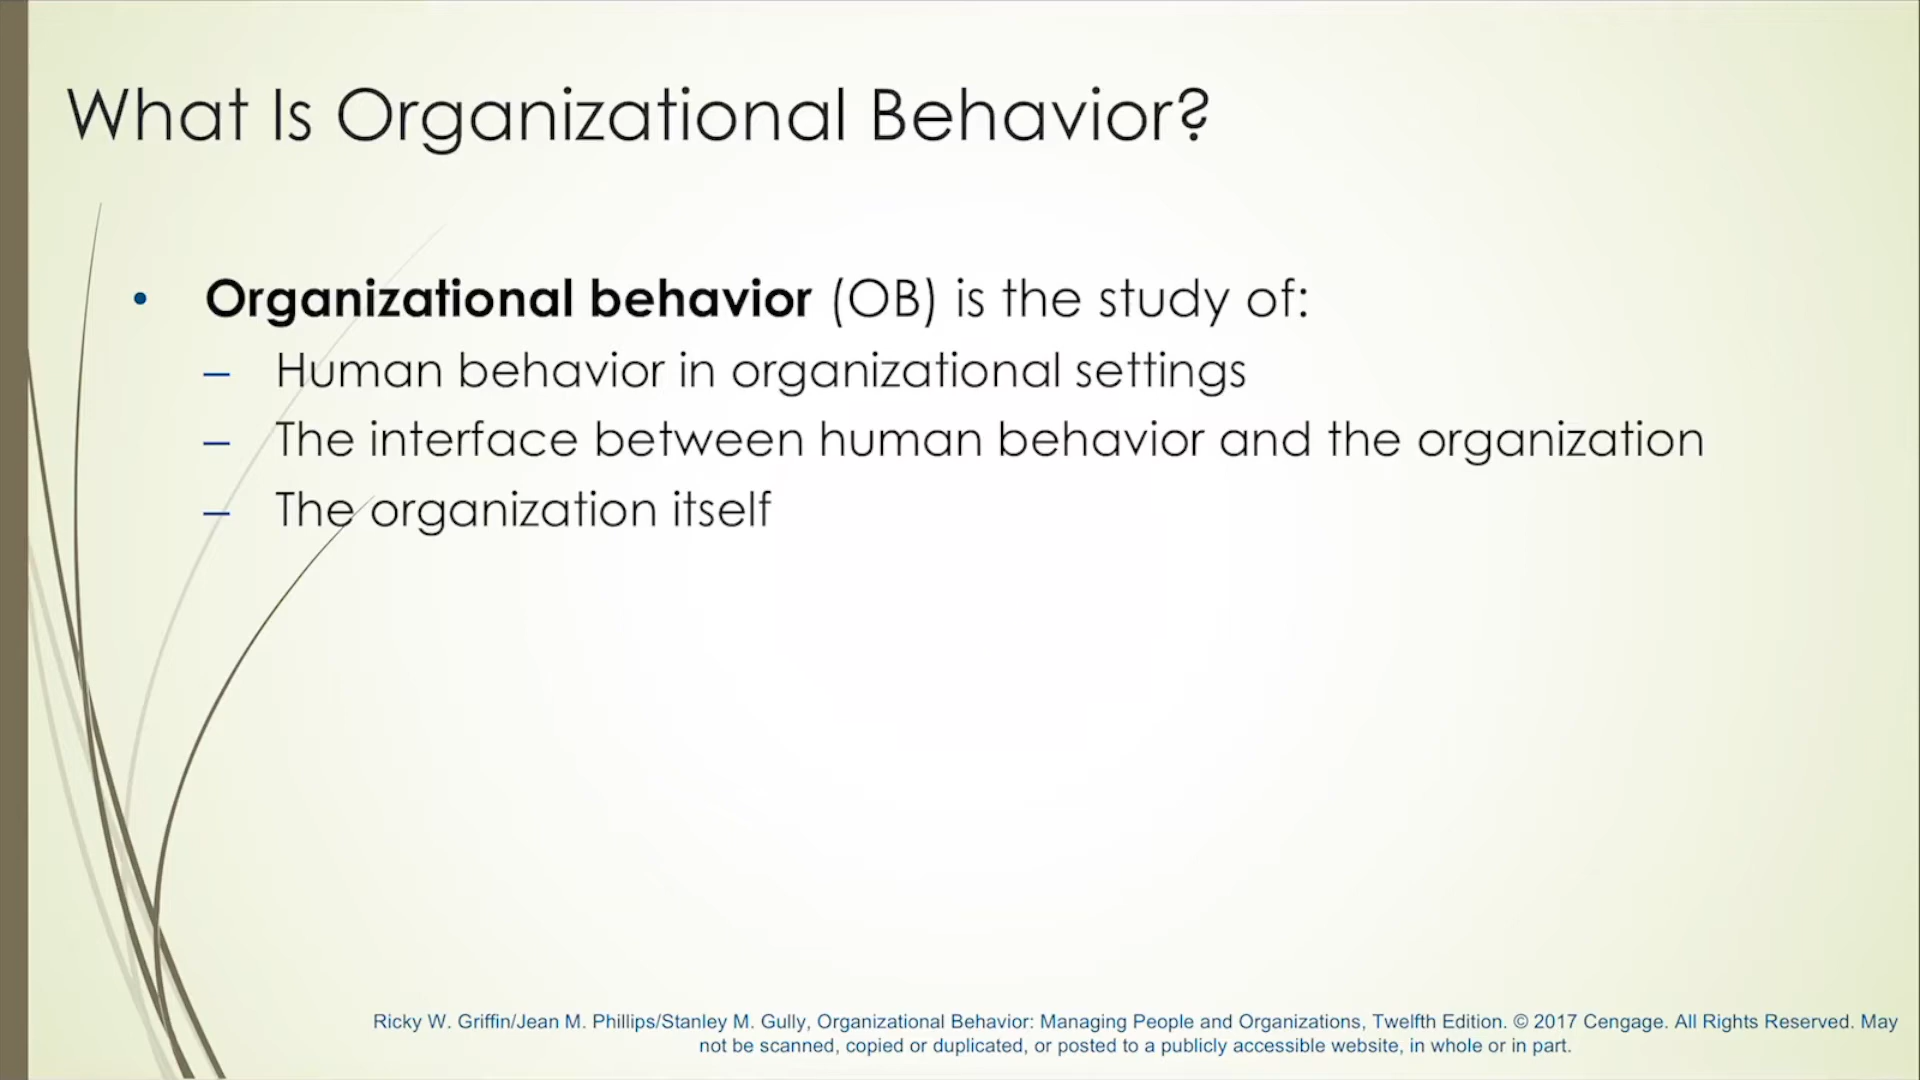 What Is Organizational Behavior?
• Organizational behavior (OB) is the study of:
– Human behavior in organizational settings
– The interface between human behavior and the organization
– The organization itself
Ricky W. Griffin/Jean M. Phillips/Stanley M. Gully, Organizational Behavior: Managing People and Organizations, Twelfth Edition. © 2017 Cengage. All Rights Reserved. May
not be scanned, copied or duplicated, or posted to a publicly accessible website, in whole or in part.